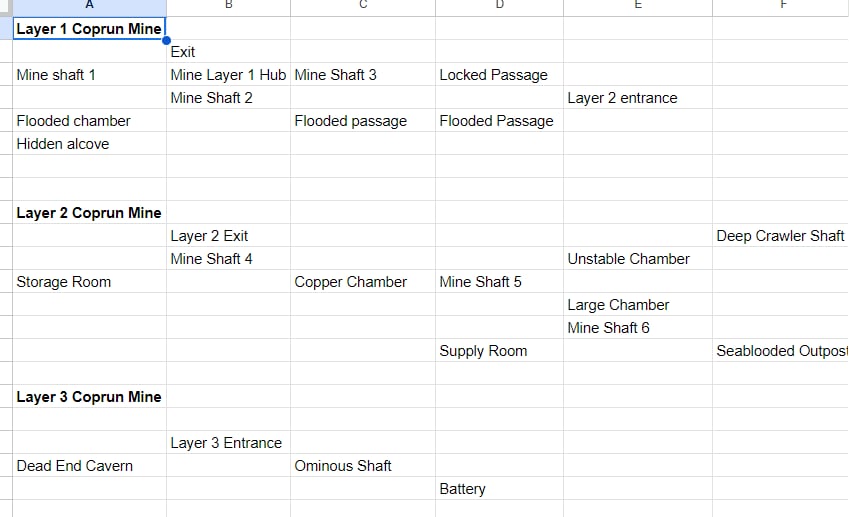 A B C D E F
Layer 1 Coprun Mine
Exit
Mine shaft 1 Mine Layer 1 Hub Mine Shaft 3 Locked Passage
Mine Shaft 2 Layer 2 entrance
Flooded chamber Flooded passage Flooded Passage
Hidden alcove
Layer 2 Coprun Mine
Layer 2 Exit Deep Crawler Shaft
Mine Shaft 4 Unstable Chamber
Storage Room Copper Chamber Mine Shaft 5
Large Chamber
Mine Shaft 6
Supply Room Seablooded Outpost
Layer 3 Coprun Mine
Layer 3 Entrance
Dead End Cavern Ominous Shaft
Battery